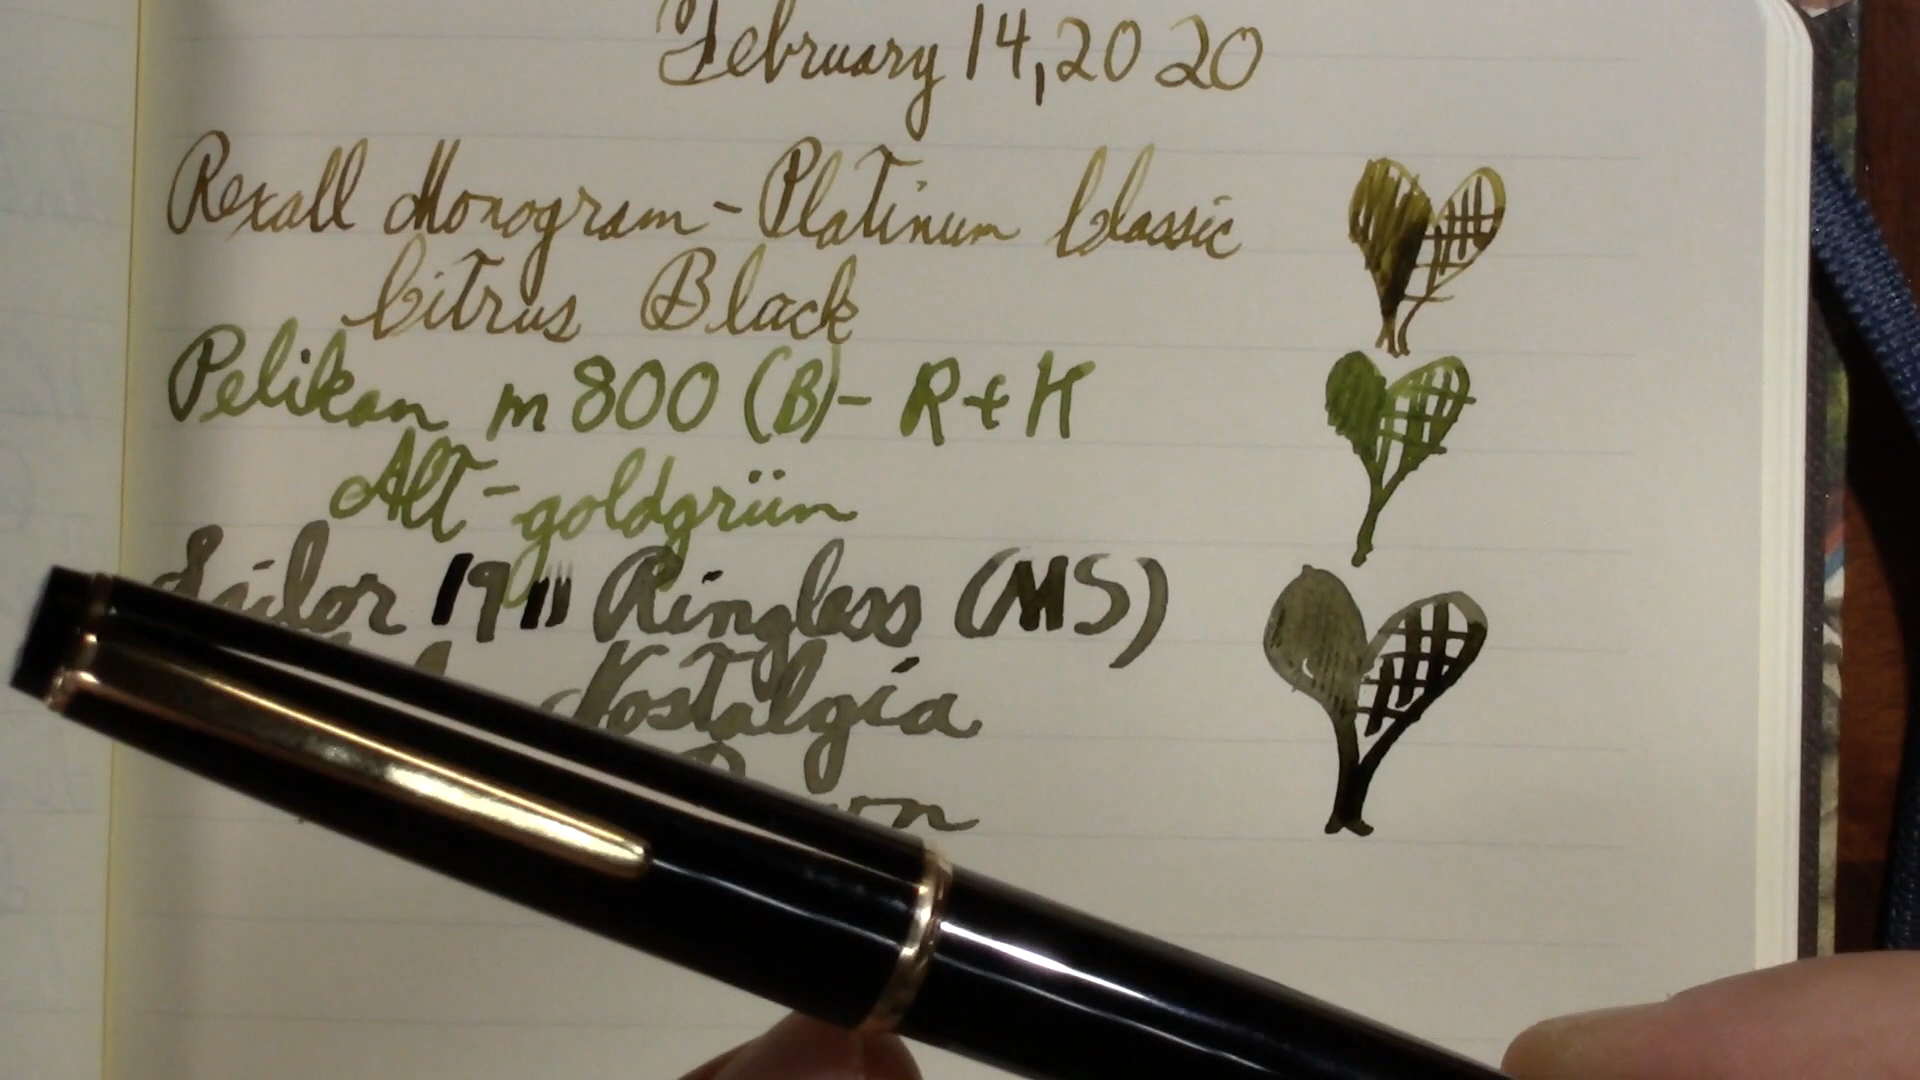 February 14, 2020
Rexall Monogram - Platinum Classic
Citrus Black
Pelikan m800 (B) - R+K
Alt-goldgrün
Sailor 1911 Ringless (MS)
Nostalgia